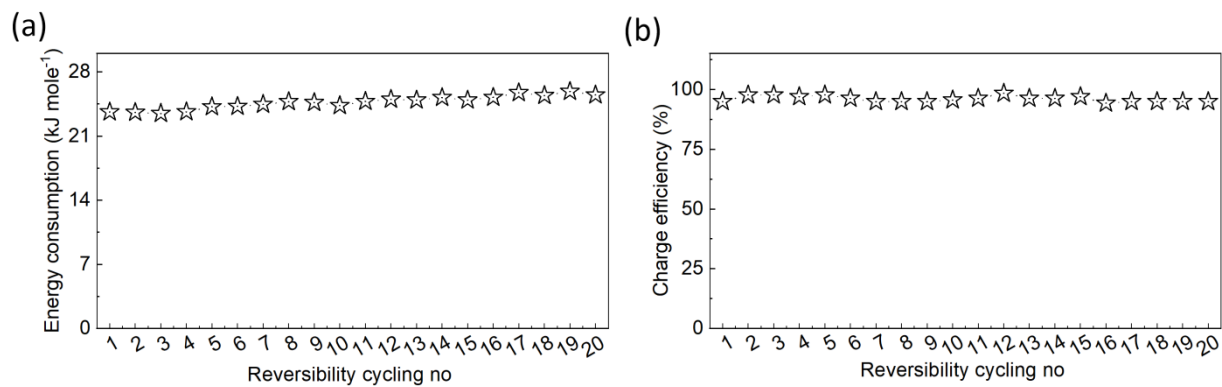 (a)
Energy consumption (kJ mole⁻¹)
28
21
14
7
0
1 2 3 4 5 6 7 8 9 10 11 12 13 14 15 16 17 18 19 20
Reversibility cycling no
(b)
Charge efficiency (%)
100
75
50
25
0
1 2 3 4 5 6 7 8 9 10 11 12 13 14 15 16 17 18 19 20
Reversibility cycling no